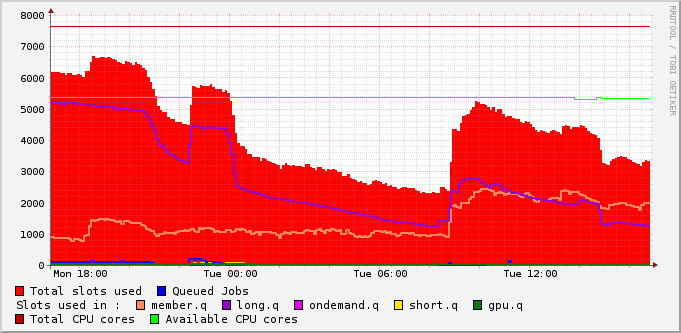 RRDTOOL / TOBI OETIKER
8000
7000
6000
5000
4000
3000
2000
1000
0
Mon 18:00 Tue 00:00 Tue 06:00 Tue 12:00
Total slots used Queued Jobs
Slots used in : member.q long.q ondemand.q short.q gpu.q
Total CPU cores Available CPU cores